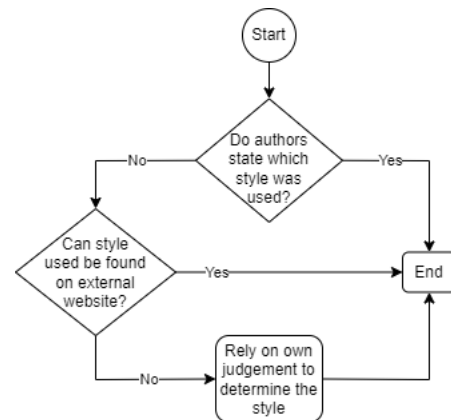 Start
Do authors
state which
style was
used?
No
Yes
Can style
used be found
on external
website?
Yes
End
No
Rely on own
judgement to
determine the
style